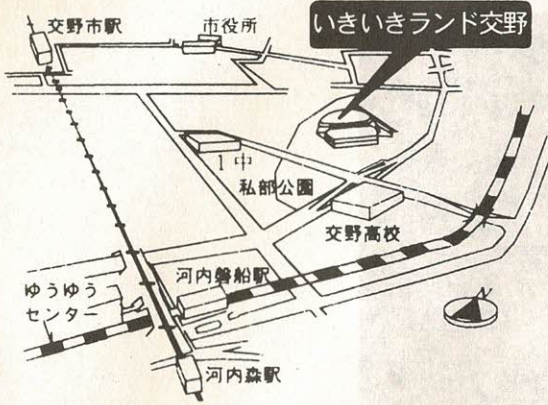 いきいきランド交野
交野市駅
市役所
1中
私部公園
交野高校
河内磐船駅
ゆうゆう
センター
河内森駅
N